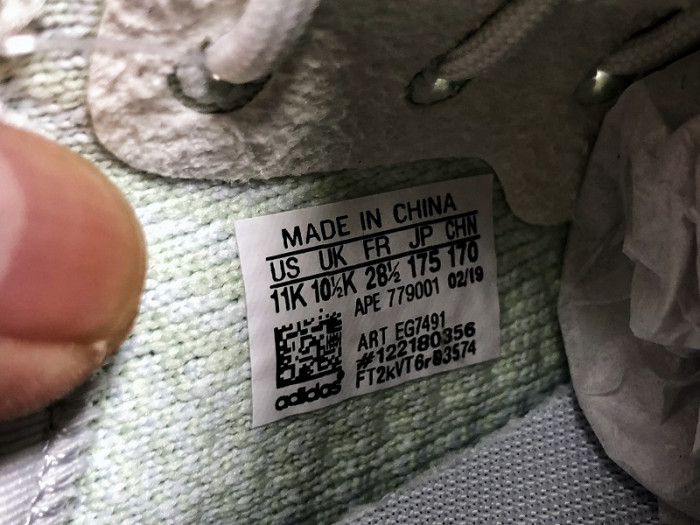 MADE IN CHINA
US UK FR JP CHN
11K 10½K 28½ 175 170
APE 779001 02/19
ART EG7491
#122180356
FT2kVT6r03574
adidas